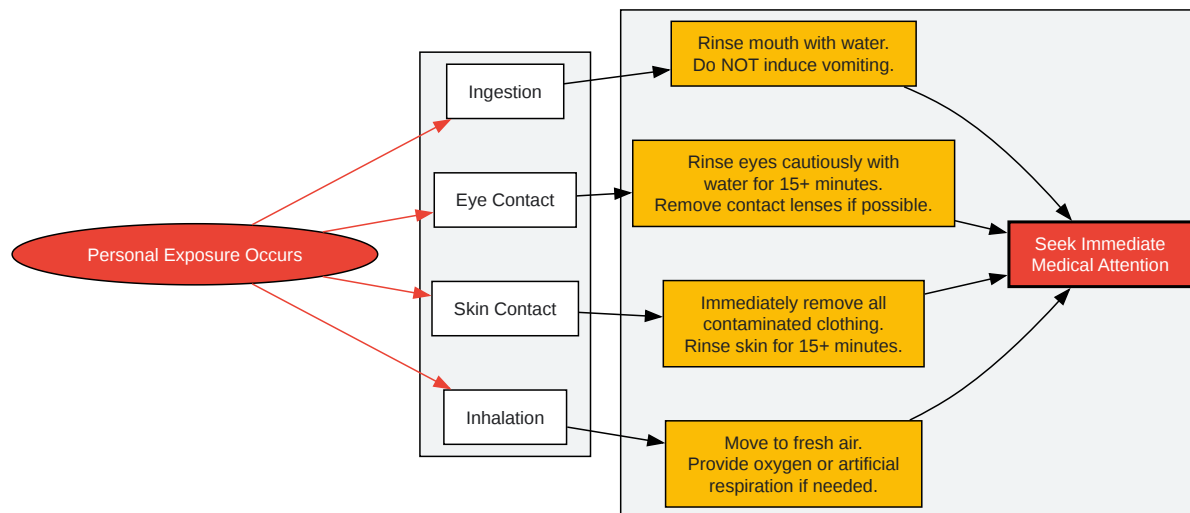 Personal Exposure Occurs
Ingestion
Eye Contact
Skin Contact
Inhalation
Rinse mouth with water.
Do NOT induce vomiting.
Rinse eyes cautiously with
water for 15+ minutes.
Remove contact lenses if possible.
Immediately remove all
contaminated clothing.
Rinse skin for 15+ minutes.
Move to fresh air.
Provide oxygen or artificial
respiration if needed.
Seek Immediate
Medical Attention